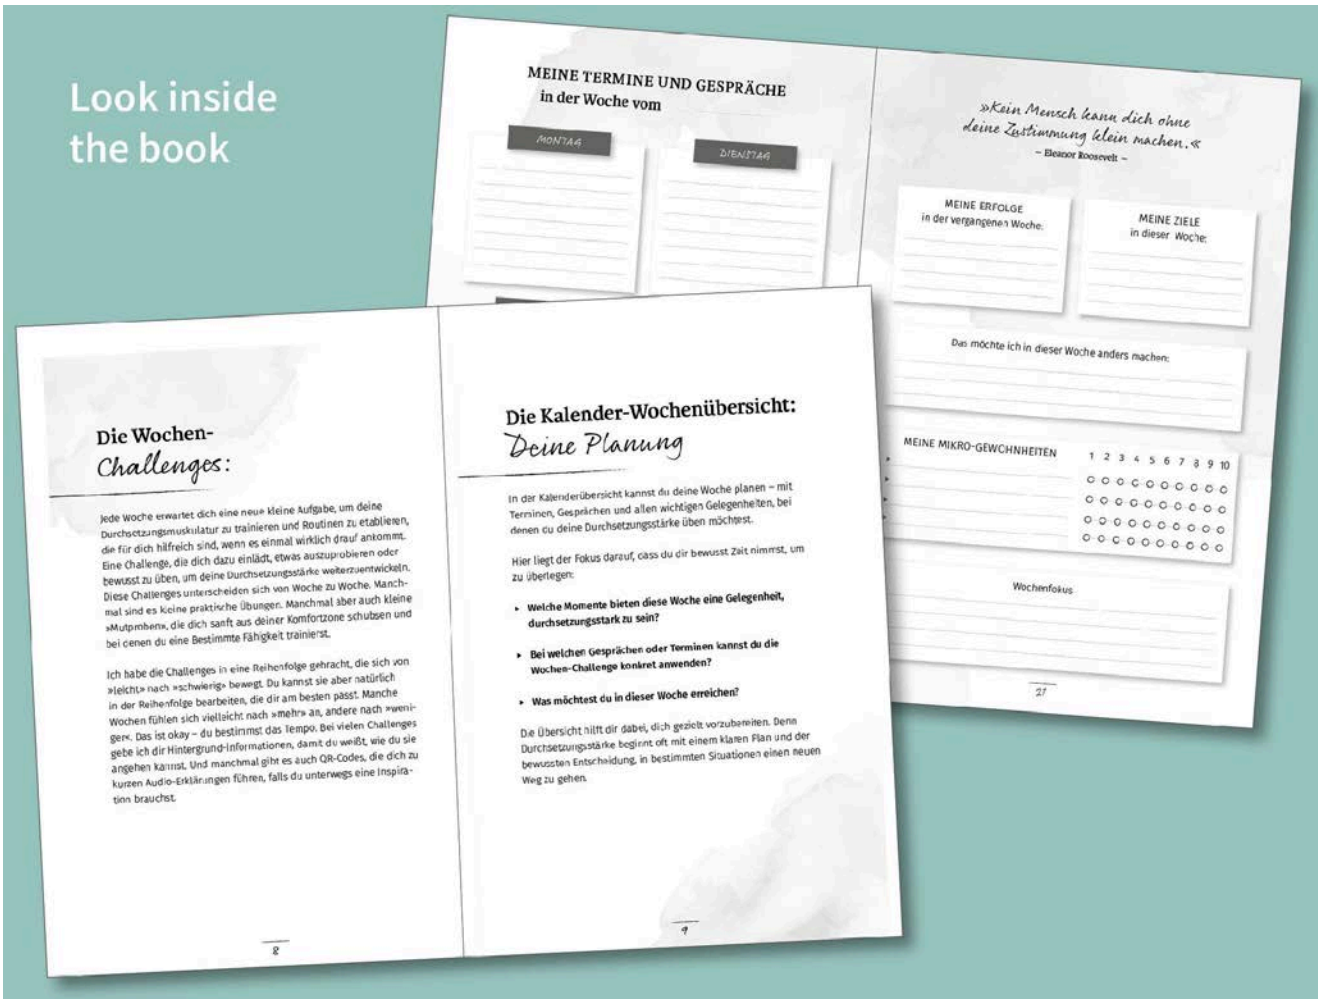 Look inside
the book
MEINE TERMINE UND GESPRÄCHE
in der Woche vom
MONTAG
DIENSTAG
»Kein Mensch kann dich ohne
deine Zustimmung klein machen.«
– Eleanor Roosevelt –
MEINE ERFOLGE
in der vergangenen Woche:
MEINE ZIELE
in dieser Woche:
Das möchte ich in dieser Woche anders machen:
MEINE MIKRO-GEWOHNHEITEN
1 2 3 4 5 6 7 8 9 10
Wochenfokus
21
Die Wochen-
Challenges:
Jede Woche erwartet dich eine neue kleine Aufgabe, um deine
Durchsetzungsmuskulatur zu trainieren und Routinen zu etablieren,
die für dich hilfreich sind, wenn es einmal wirklich drauf ankommt.
Eine Challenge, die dich dazu einlädt, etwas auszuprobieren oder
bewusst zu üben, um deine Durchsetzungsstärke weiterzuentwickeln.
Diese Challenges unterscheiden sich von Woche zu Woche. Manch-
mal sind es kleine praktische Übungen. Manchmal aber auch kleine
»Mutproben«, die dich sanft aus deiner Komfortzone schubsen und
bei denen du eine Bestimmte Fähigkeit trainierst.
Ich habe die Challenges in eine Reihenfolge gebracht, die sich von
»leicht« nach »schwierig« bewegt. Du kannst sie aber natürlich
in der Reihenfolge bearbeiten, die dir am besten passt. Manche
Wochen fühlen sich vielleicht nach »mehr« an, andere nach »weni-
ger«. Das ist okay – du bestimmst das Tempo. Bei vielen Challenges
gebe ich dir Hintergrund-Informationen, damit du weißt, wie du sie
angehen kannst. Und manchmal gibt es auch QR-Codes, die dich zu
kurzen Audio-Erklärungen führen, falls du unterwegs eine Inspira-
tion brauchst.
8
Die Kalender-Wochenübersicht:
Deine Planung
In der Kalenderübersicht kannst du deine Woche planen – mit
Terminen, Gesprächen und allen wichtigen Gelegenheiten, bei
denen du deine Durchsetzungsstärke üben möchtest.
Hier liegt der Fokus darauf, dass du dir bewusst Zeit nimmst, um
zu überlegen:
▸ Welche Momente bieten diese Woche eine Gelegenheit,
durchsetzungsstark zu sein?
▸ Bei welchen Gesprächen oder Terminen kannst du die
Wochen-Challenge konkret anwenden?
▸ Was möchtest du in dieser Woche erreichen?
Die Übersicht hilft dir dabei, dich gezielt vorzubereiten. Denn
Durchsetzungsstärke beginnt oft mit einem klaren Plan und der
bewussten Entscheidung, in bestimmten Situationen einen neuen
Weg zu gehen.
9